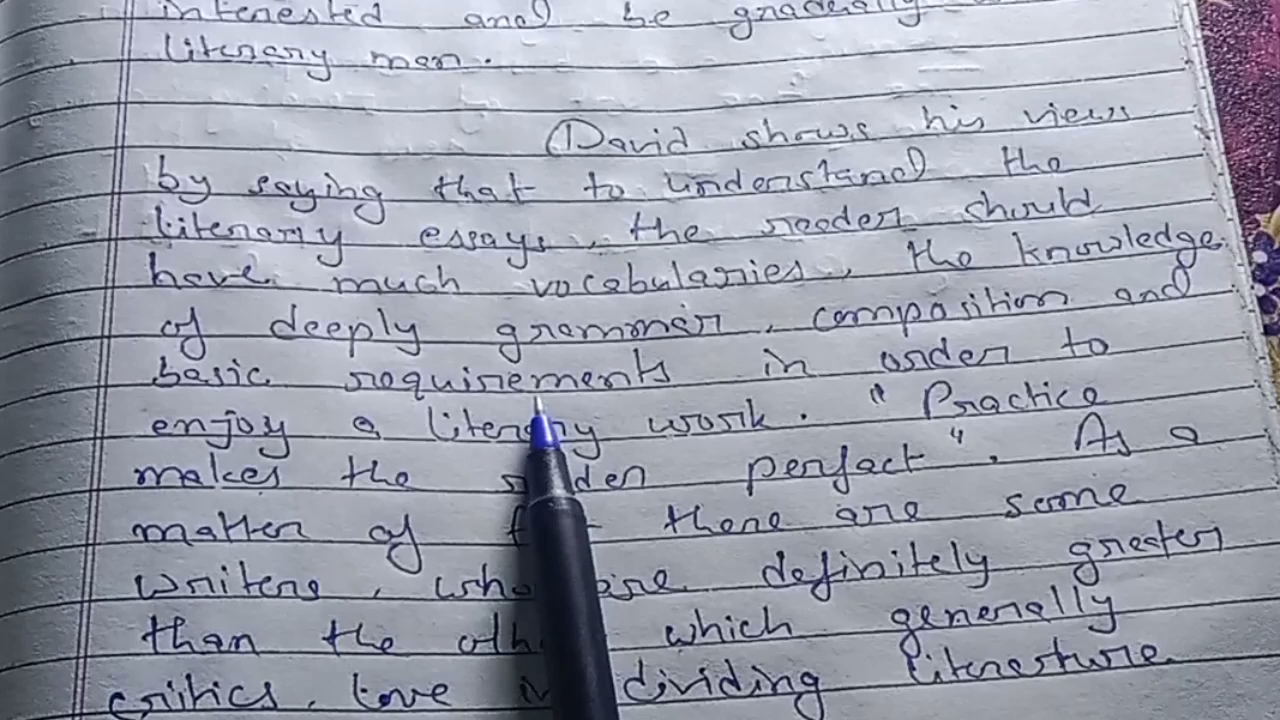 interested and be gradually
literary man.
David shows his views
by saying that to understand the
literary essays, the reader should
have much vocabularies, the knowledge
of deeply grammar, composition and
basic requirements in order to
enjoy a literary work. "Practice
makes the perfect". As a
matter of there are some
writers, who are definitely greater
than the which generally
critics, love dividing literature